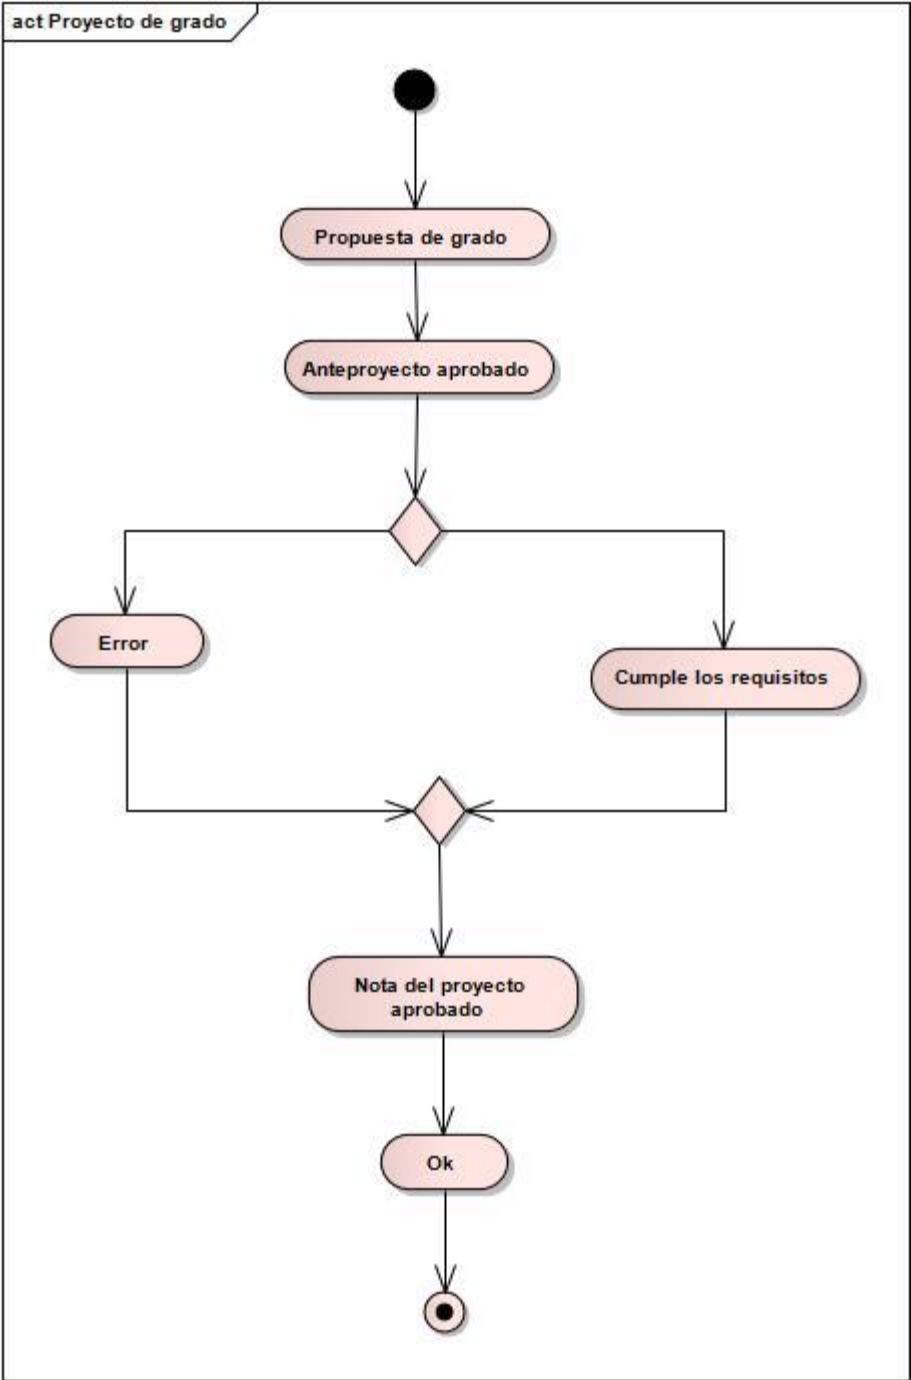 act Proyecto de grado
Propuesta de grado
Anteproyecto aprobado
Error
Cumple los requisitos
Nota del proyecto
aprobado
Ok